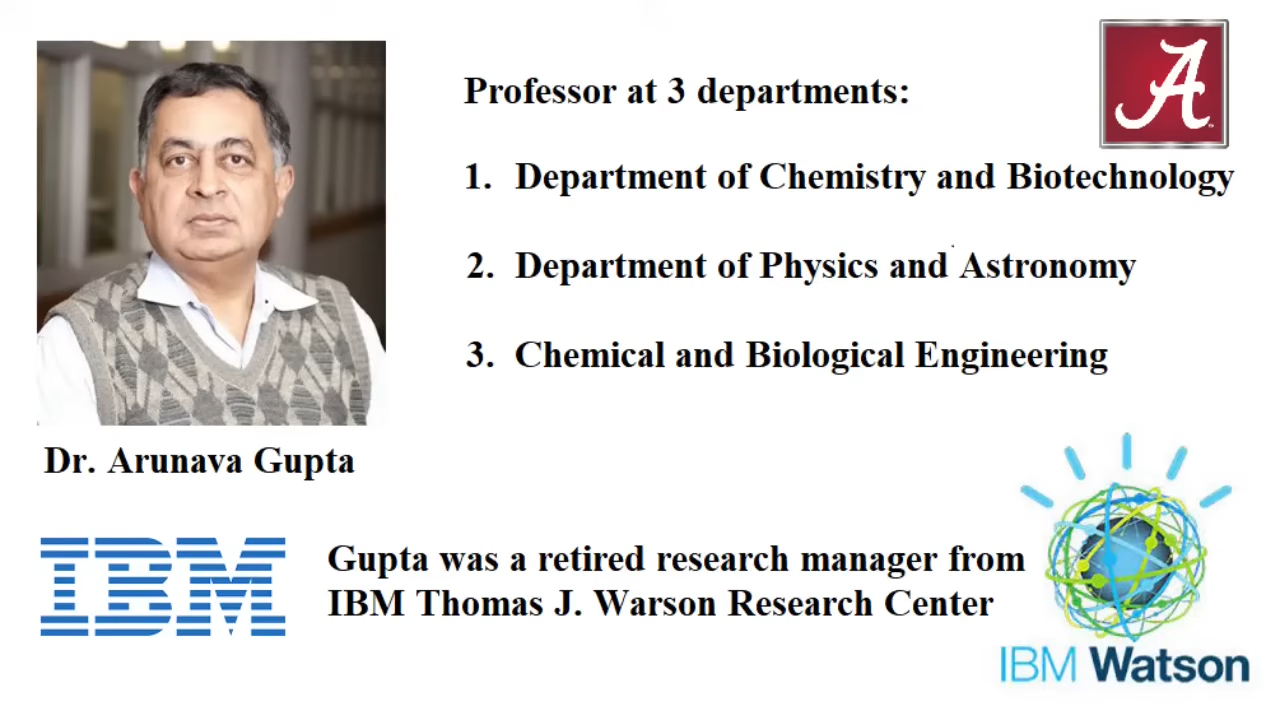 Professor at 3 departments:
A
1. Department of Chemistry and Biotechnology
2. Department of Physics and Astronomy
3. Chemical and Biological Engineering
Dr. Arunava Gupta
IBM
Gupta was a retired research manager from
IBM Thomas J. Warson Research Center
IBM Watson